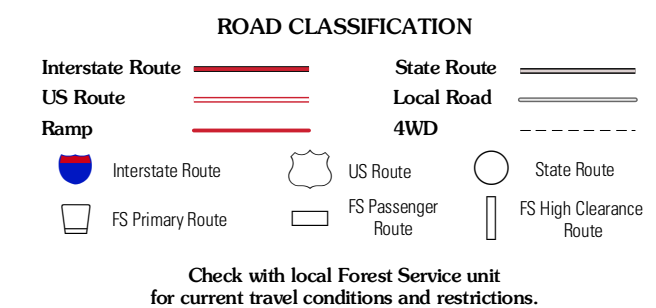 ROAD CLASSIFICATION
Interstate Route
State Route
US Route
Local Road
Ramp
4WD
Interstate Route
US Route
State Route
FS Primary Route
FS Passenger
Route
FS High Clearance
Route
Check with local Forest Service unit
for current travel conditions and restrictions.